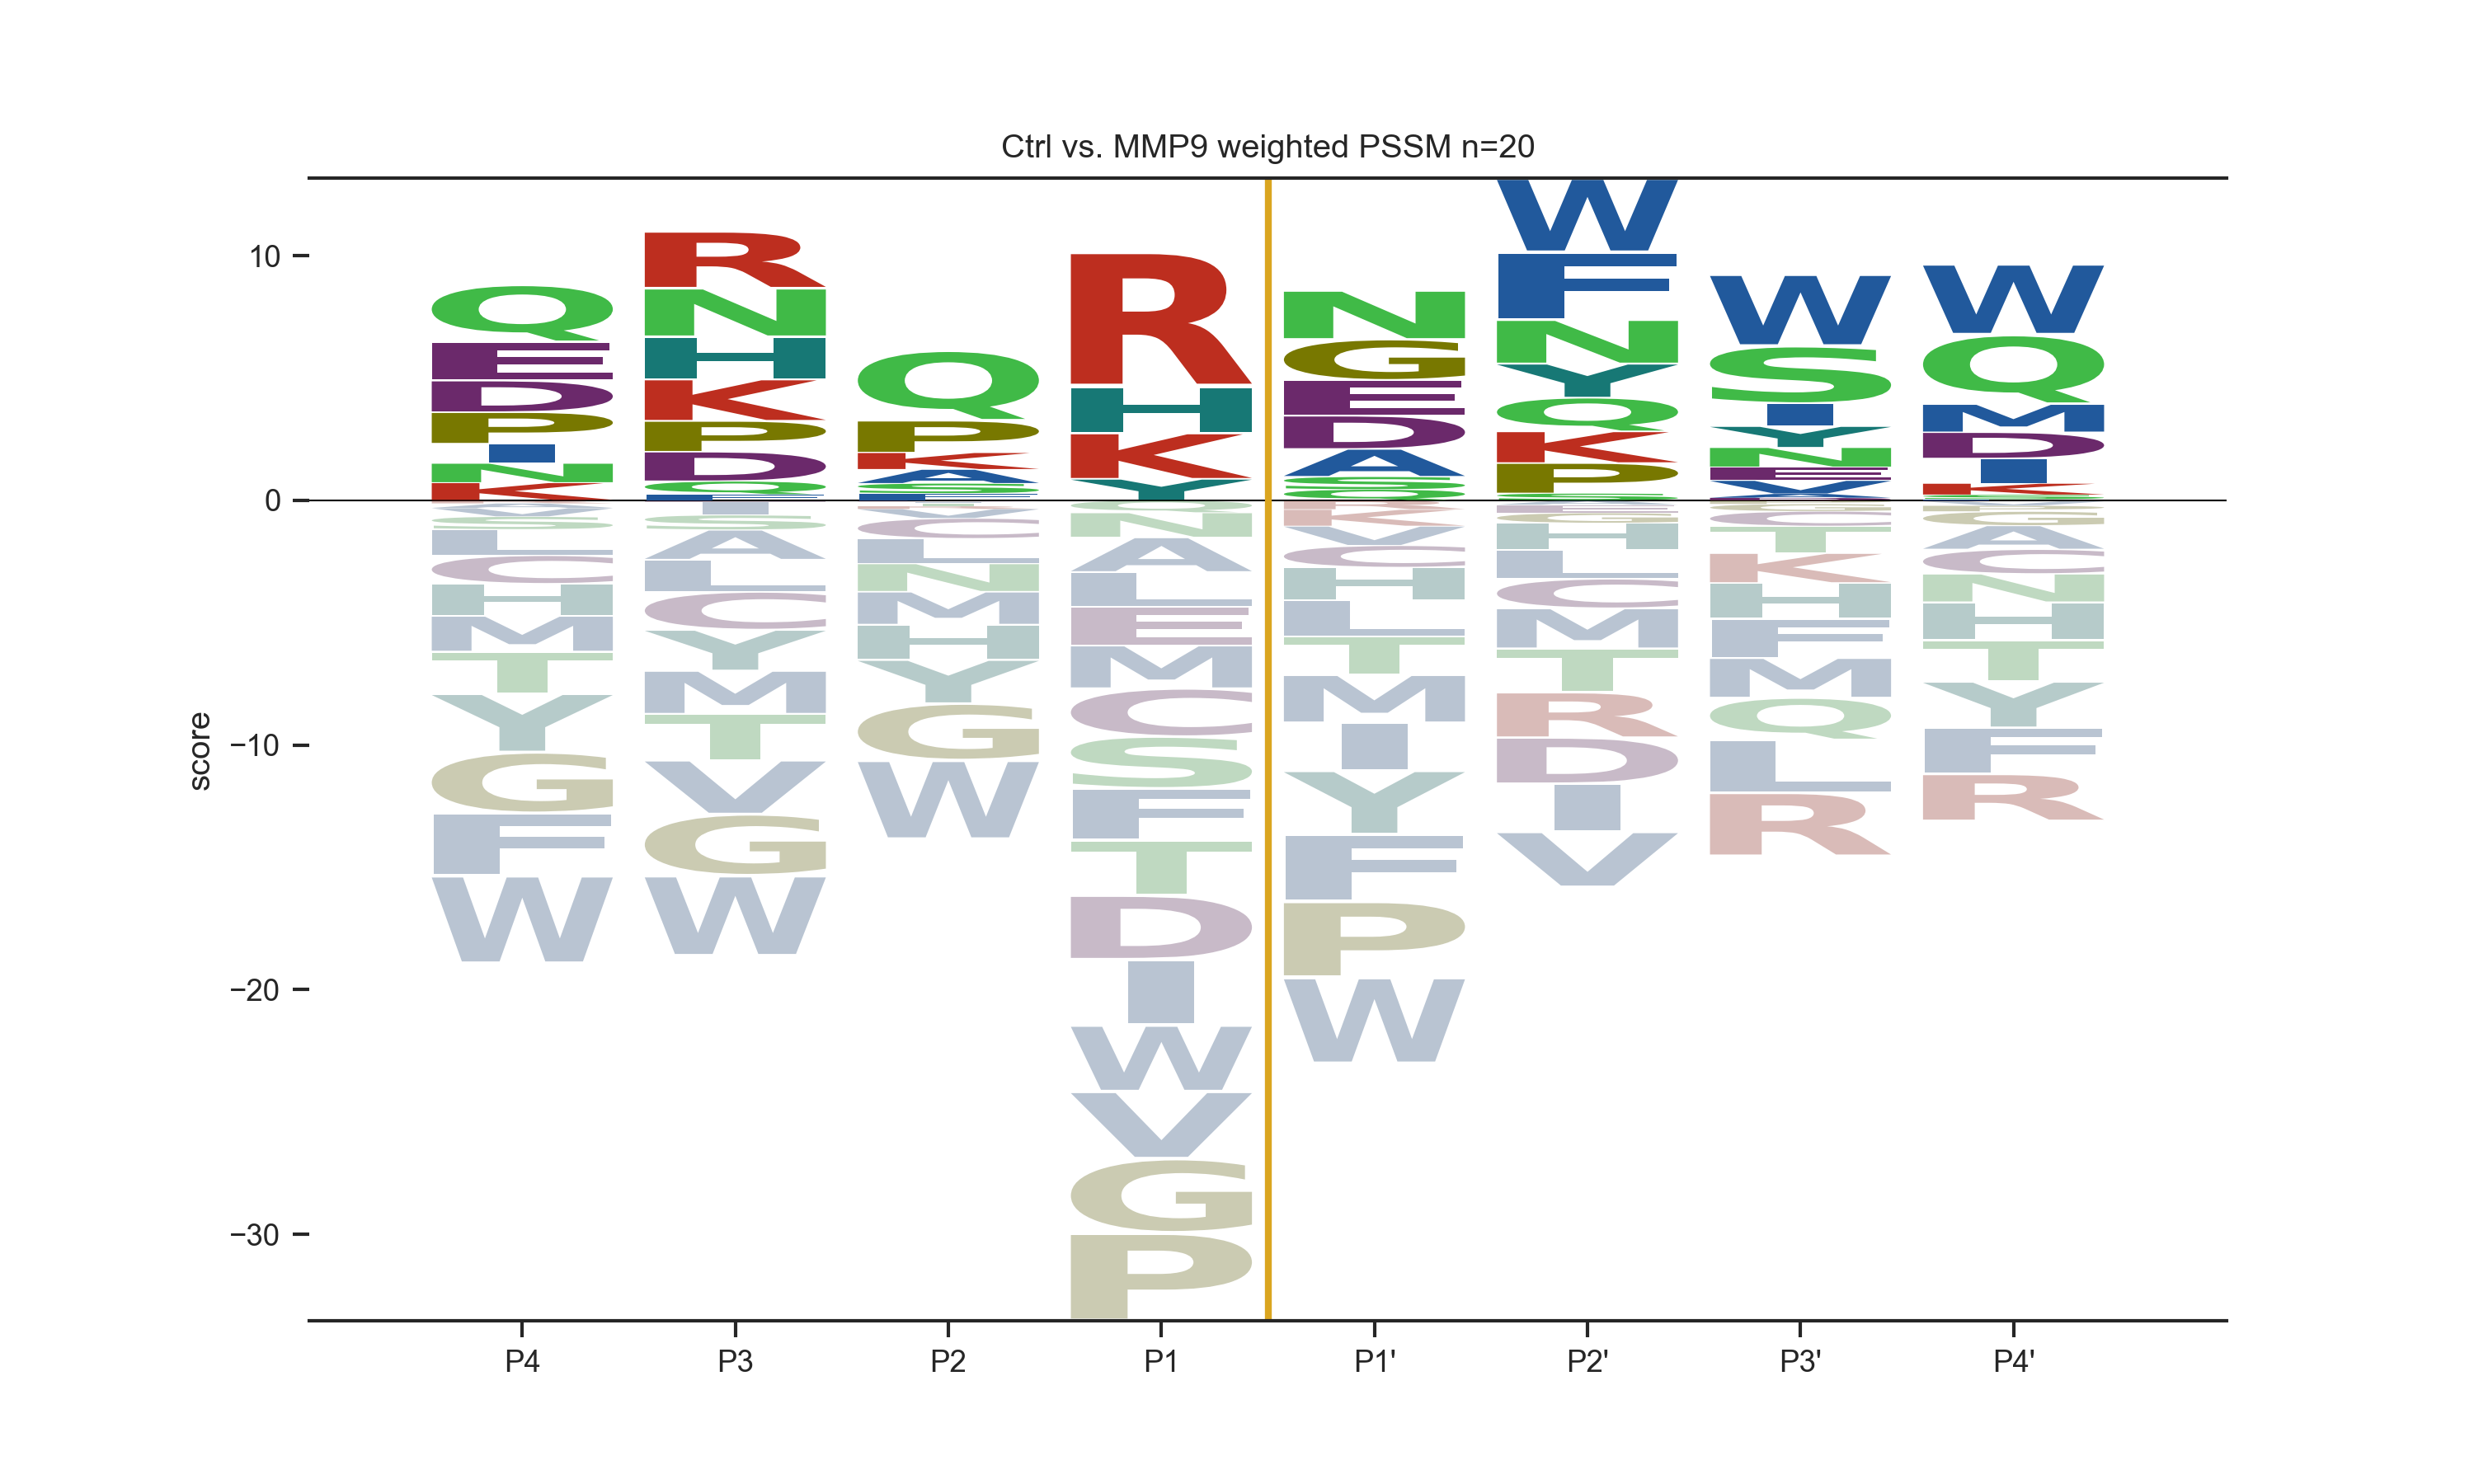 Ctrl vs. MMP9 weighted PSSM n=20
score
10
0
−10
−20
−30
Q E D P I N K
R N H K P D Q
Q P K A S
R H K Y
N G E D A S Q
W F N Y Q K P S
W S I Y N E V
W Q M D I K
S L C H M T Y G F W
I S A L C Y M T V G W
V C L N M H Y G W
Q N A L E M C S F T D I W V G P
K R V C H L T M I Y F P W
E G H L C M T R D I V
G C T K H F M Q L R
G A C N H T Y F R
P4 P3 P2 P1 P1' P2' P3' P4'